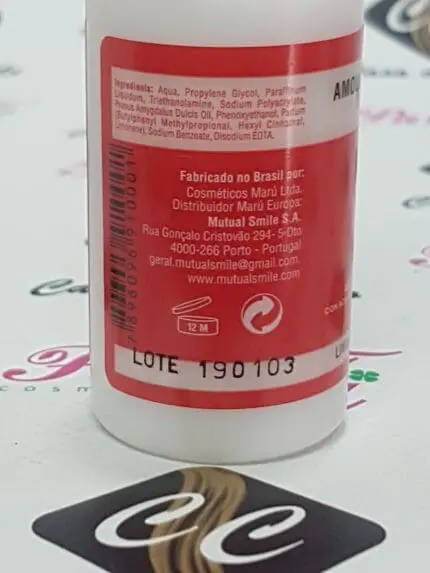 Ingredients: Aqua, Propylene Glycol, Paraffinum
Liquidum, Triethanolamine, Sodium Polyacrylate,
Prunus Amygdalus Dulcis Oil, Phenoxyethanol, Parfum
(Butylphenyl Methylpropional, Hexyl Cinnamal,
Limonene), Sodium Benzoate, Disodium EDTA.
Fabricado no Brasil por:
Cosméticos Marú Ltda.
Distribuidor Marú Europa:
Mutual Smile S.A.
Rua Gonçalo Cristovão 294- 5ºDto
4000-266 Porto - Portugal
geral.mutualsmile@gmail.com
www.mutualsmile.com
12 M
LOTE 190103
CC